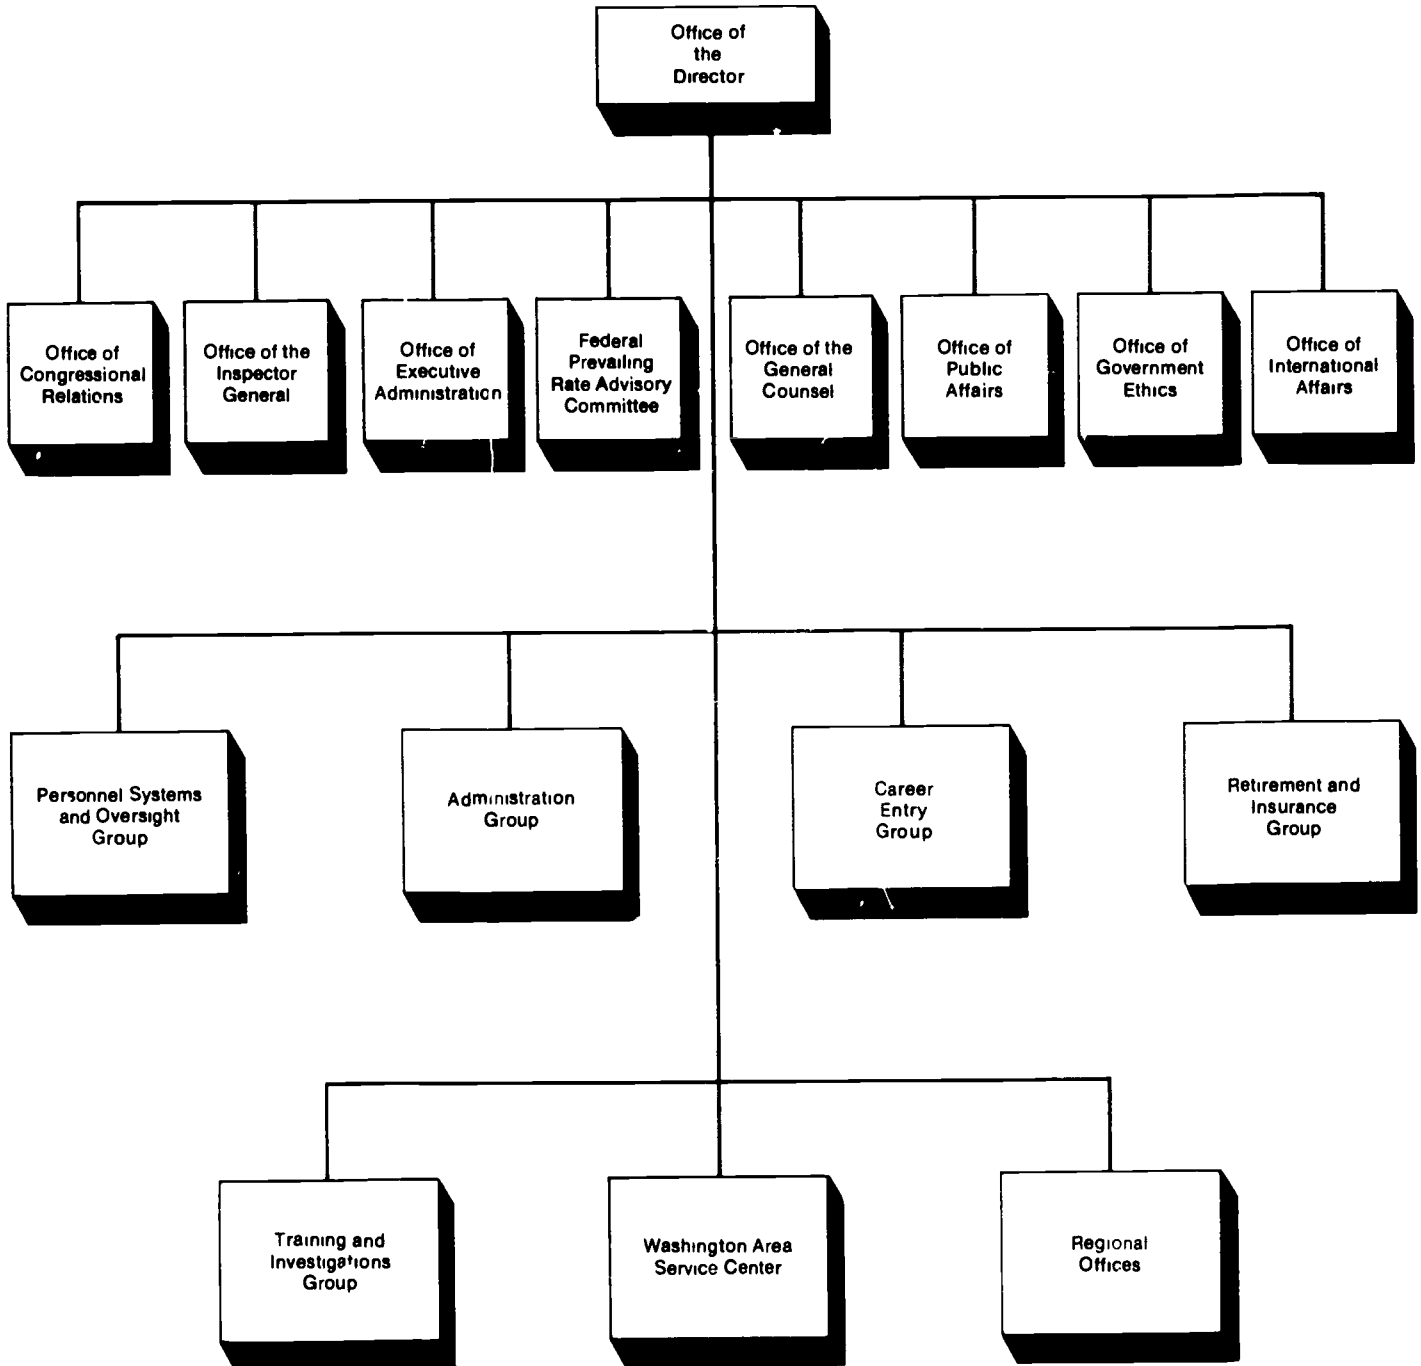 Office of
the
Director
Office of
Congressional
Relations
Office of the
Inspector
General
Office of
Executive
Administration
Federal
Prevailing
Rate Advisory
Committee
Office of the
General
Counsel
Office of
Public
Affairs
Office of
Government
Ethics
Office of
International
Affairs
Personnel Systems
and Oversight
Group
Administration
Group
Career
Entry
Group
Retirement and
Insurance
Group
Training and
Investigations
Group
Washington Area
Service Center
Regional
Offices